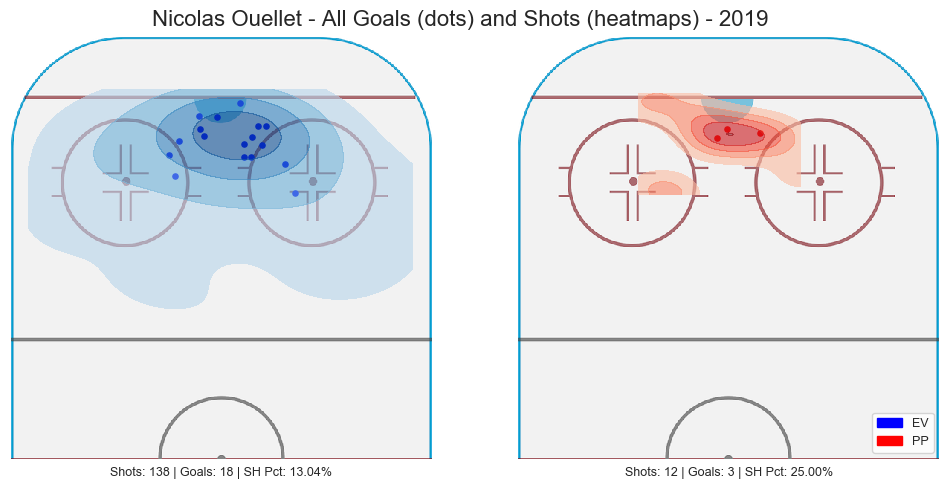 Nicolas Ouellet - All Goals (dots) and Shots (heatmaps) - 2019
EV
PP
Shots: 138 | Goals: 18 | SH Pct: 13.04%
Shots: 12 | Goals: 3 | SH Pct: 25.00%